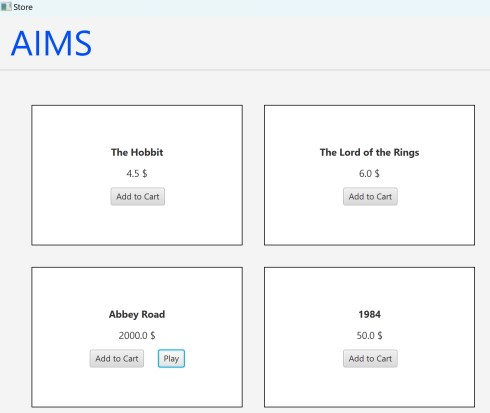 Store
AIMS
The Hobbit
4.5 $
Add to Cart
The Lord of the Rings
6.0 $
Add to Cart
Abbey Road
2000.0 $
Add to Cart Play
1984
50.0 $
Add to Cart